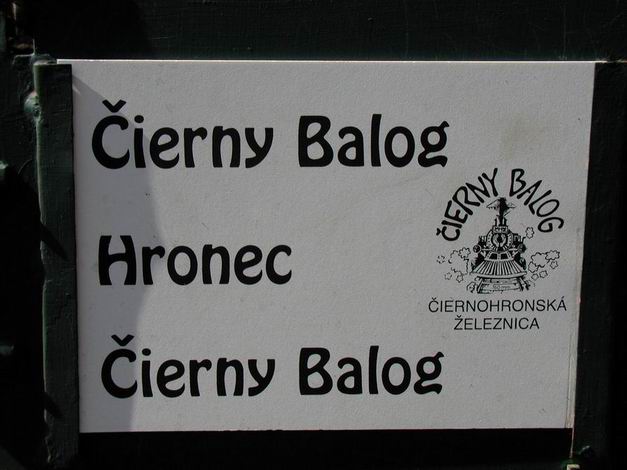 Čierny Balog
Hronec
Čierny Balog
ČIERNY BALOG
ČIERNOHRONSKÁ
ŽELEZNICA